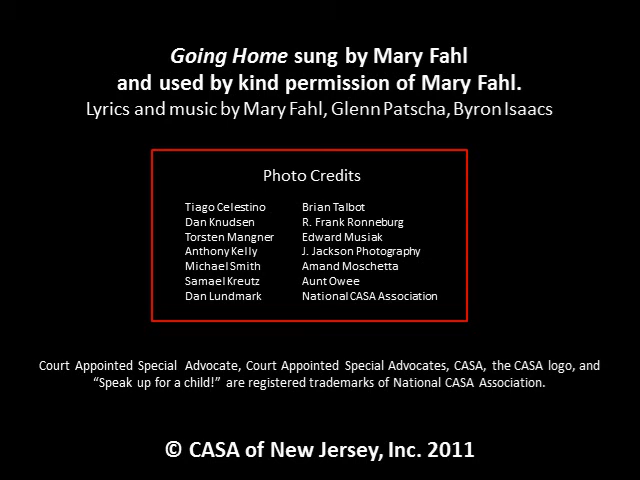 Going Home sung by Mary Fahl
and used by kind permission of Mary Fahl.
Lyrics and music by Mary Fahl, Glenn Patscha, Byron Isaacs
Photo Credits
Tiago Celestino
Dan Knudsen
Torsten Mangner
Anthony Kelly
Michael Smith
Samael Kreutz
Dan Lundmark
Brian Talbot
R. Frank Ronneburg
Edward Musiak
J. Jackson Photography
Amand Moschetta
Aunt Owee
National CASA Association
Court Appointed Special Advocate, Court Appointed Special Advocates, CASA, the CASA logo, and
“Speak up for a child!” are registered trademarks of National CASA Association.
© CASA of New Jersey, Inc. 2011